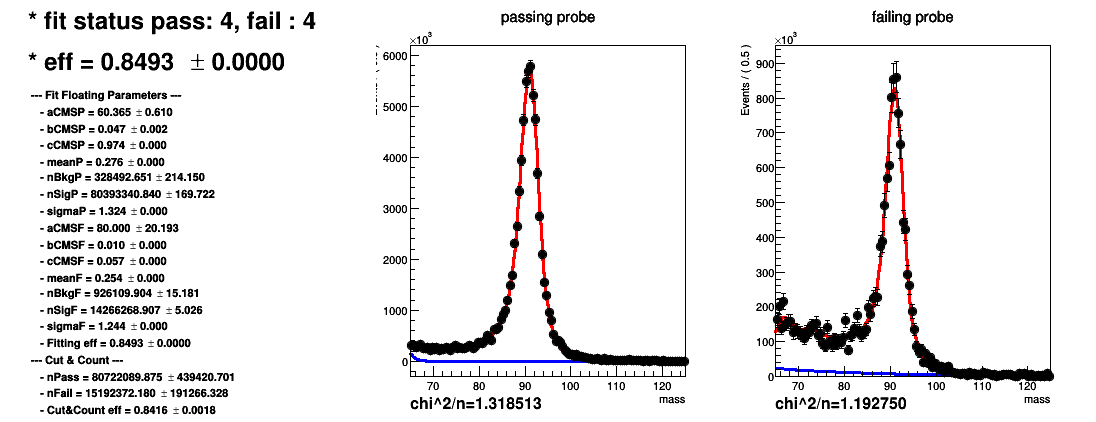 * fit status pass: 4, fail : 4
* eff = 0.8493 ± 0.0000
--- Fit Floating Parameters ---
- aCMSP = 60.365 ± 0.610
- bCMSP = 0.047 ± 0.002
- cCMSP = 0.974 ± 0.000
- meanP = 0.276 ± 0.000
- nBkgP = 328492.651 ± 214.150
- nSigP = 80393340.840 ± 169.722
- sigmaP = 1.324 ± 0.000
- aCMSF = 80.000 ± 20.193
- bCMSF = 0.010 ± 0.000
- cCMSF = 0.057 ± 0.000
- meanF = 0.254 ± 0.000
- nBkgF = 926109.904 ± 15.181
- nSigF = 14266268.907 ± 5.026
- sigmaF = 1.244 ± 0.000
- Fitting eff = 0.8493 ± 0.0000
--- Cut & Count ---
- nPass = 80722089.875 ± 439420.701
- nFail = 15192372.180 ± 191266.328
- Cut&Count eff = 0.8416 ± 0.0018
passing probe
×10³
6000
5000
4000
3000
2000
1000
0
70 80 90 100 110 120
mass
chi^2/n=1.318513
failing probe
×10³
Events / ( 0.5 )
900
800
700
600
500
400
300
200
100
0
70 80 90 100 110 120
mass
chi^2/n=1.192750